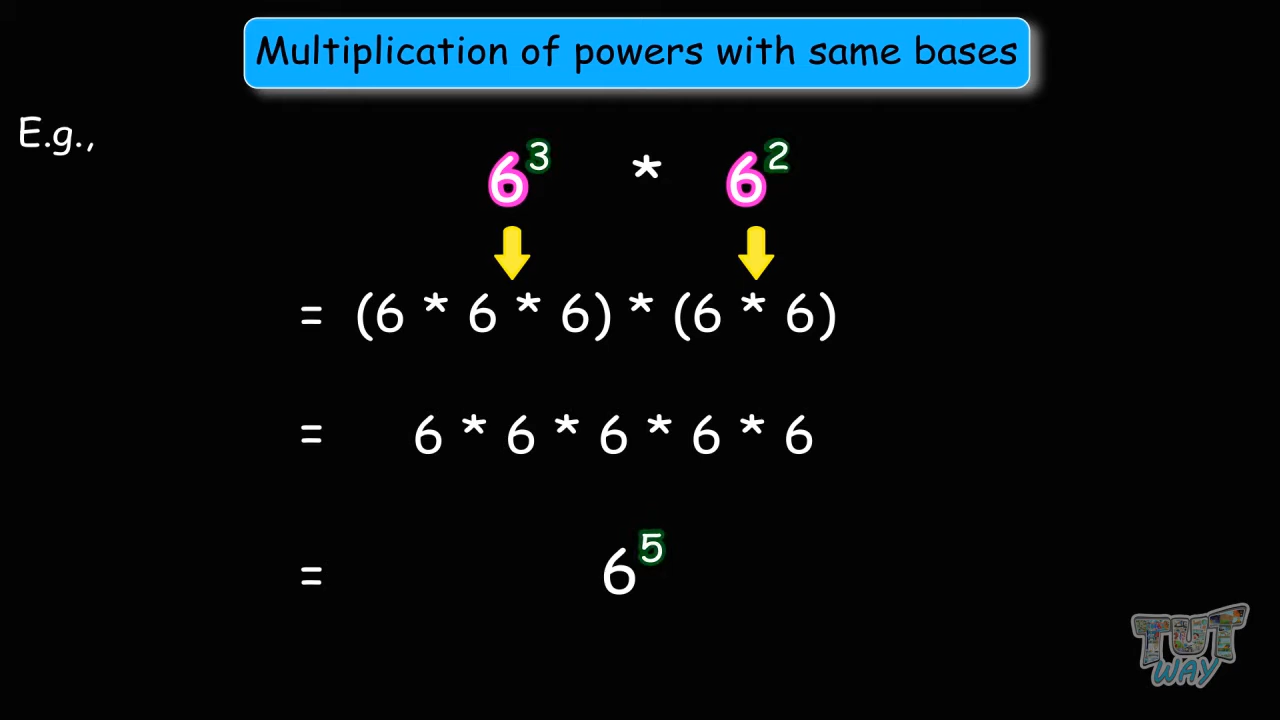 Multiplication of powers with same bases
E.g.,
6³ * 6²
= (6 * 6 * 6) * (6 * 6)
= 6 * 6 * 6 * 6 * 6
= 6⁵
TUT
WAY